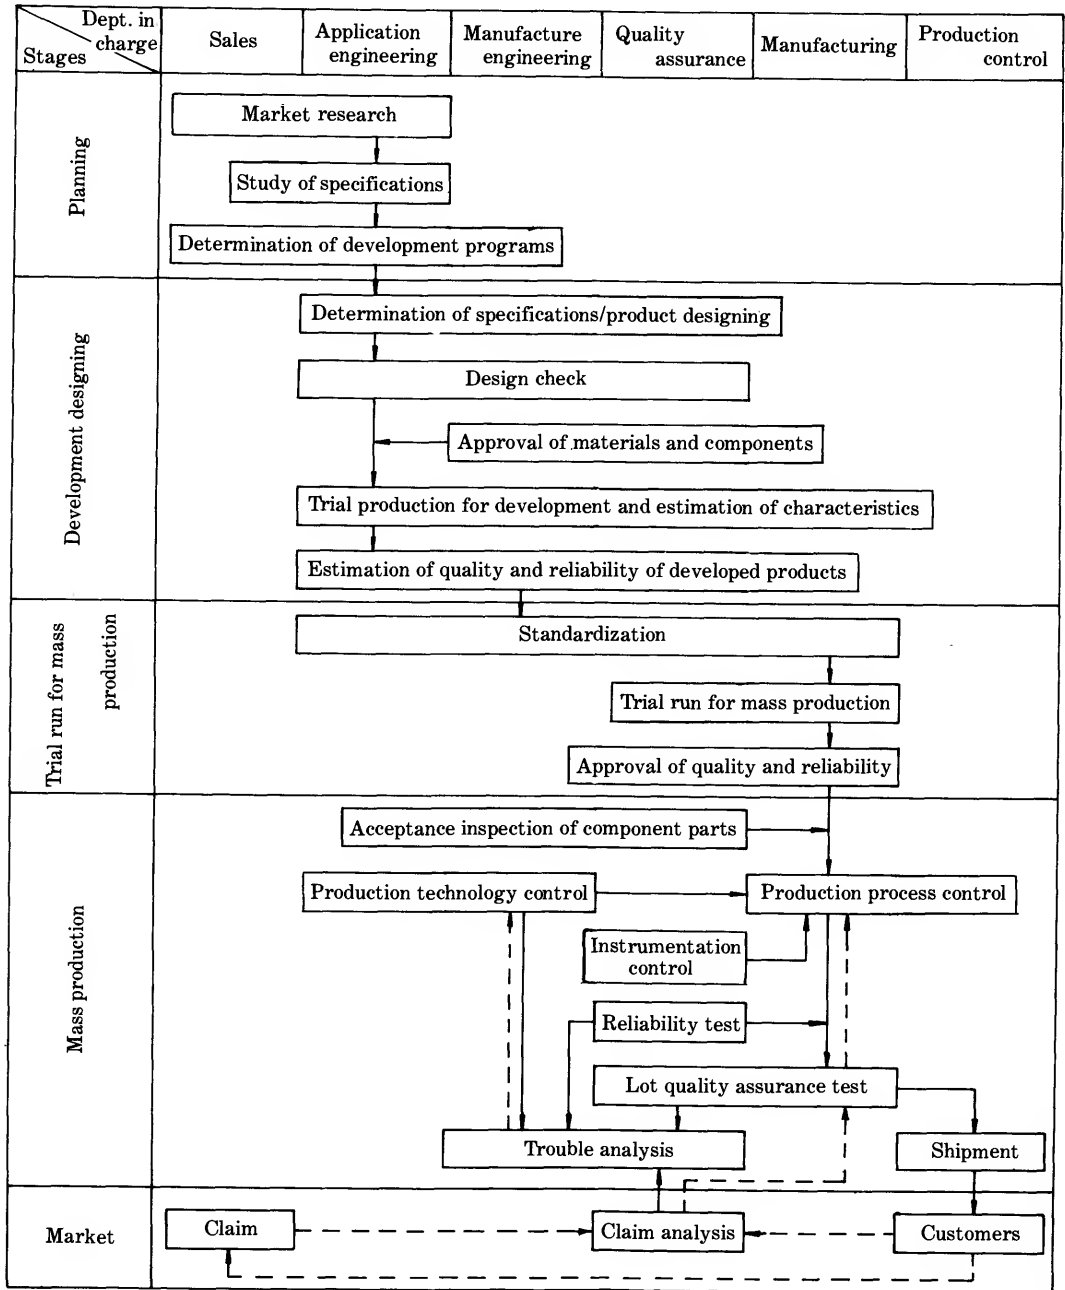 Dept. in
charge
Stages
Sales
Application
engineering
Manufacture
engineering
Quality
assurance
Manufacturing
Production
control
Planning
Market research
Study of specifications
Determination of development programs
Development designing
Determination of specifications/product designing
Design check
Approval of materials and components
Trial production for development and estimation of characteristics
Estimation of quality and reliability of developed products
Trial run for mass
production
Standardization
Trial run for mass production
Approval of quality and reliability
Mass production
Acceptance inspection of component parts
Production technology control
Production process control
Instrumentation
control
Reliability test
Lot quality assurance test
Trouble analysis
Shipment
Market
Claim
Claim analysis
Customers